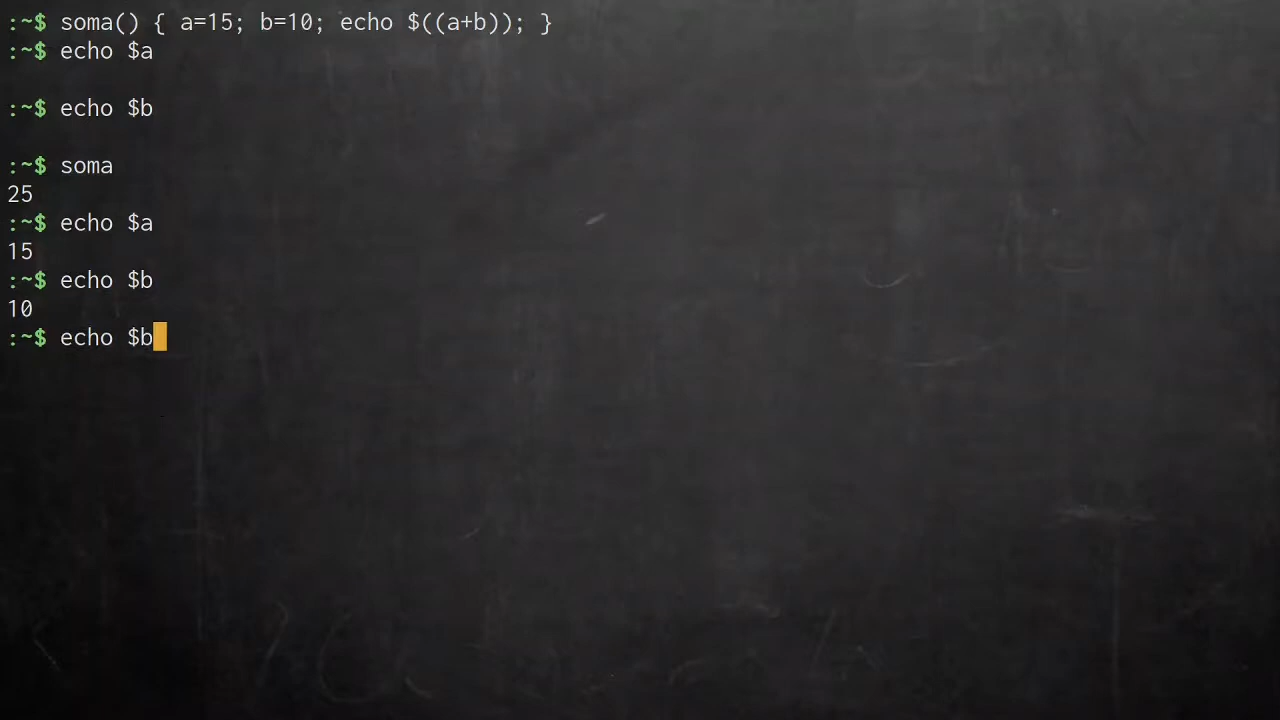 :~$ soma() { a=15; b=10; echo $((a+b)); }
:~$ echo $a
:~$ echo $b
:~$ soma
25
:~$ echo $a
15
:~$ echo $b
10
:~$ echo $b